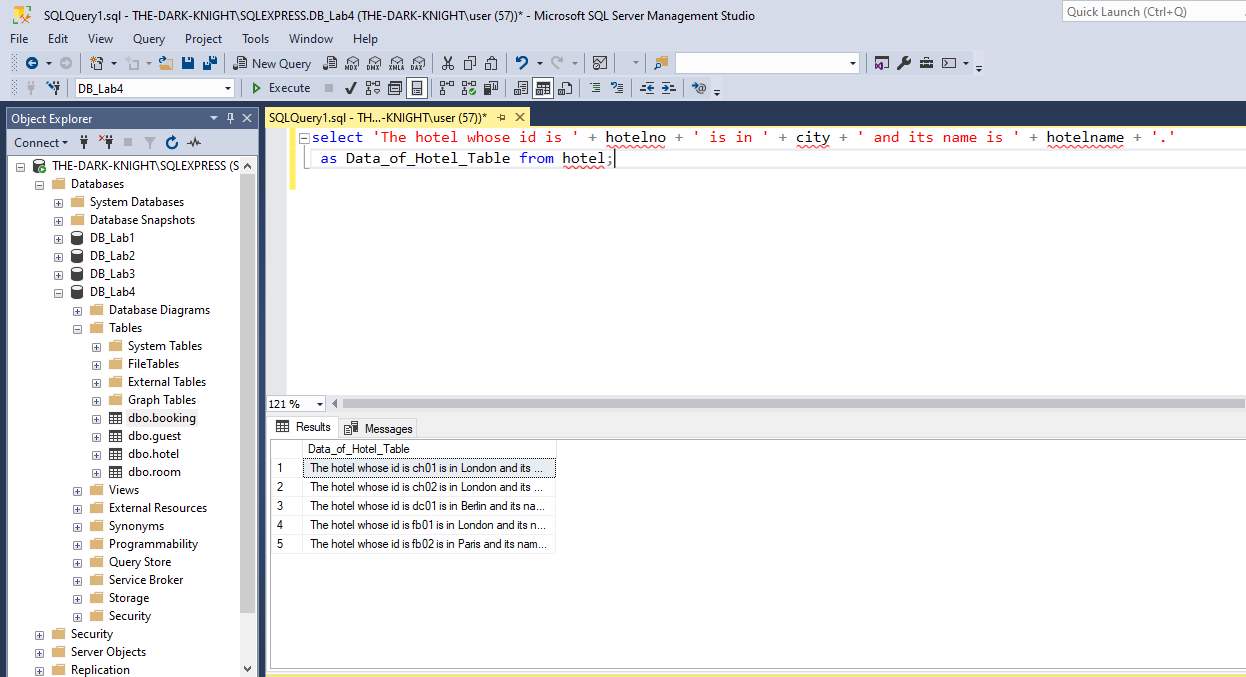 SQLQuery1.sql - THE-DARK-KNIGHT\SQLEXPRESS.DB_Lab4 (THE-DARK-KNIGHT\user (57))* - Microsoft SQL Server Management Studio
Quick Launch (Ctrl+Q)
File Edit View Query Project Tools Window Help
New Query MDX DMX XMLA DAX
DB_Lab4 Execute
Object Explorer
SQLQuery1.sql - TH...-KNIGHT\user (57))*
Connect
select 'The hotel whose id is ' + hotelno + ' is in ' + city + ' and its name is ' + hotelname + '.'
as Data_of_Hotel_Table from hotel;
THE-DARK-KNIGHT\SQLEXPRESS (S
Databases
System Databases
Database Snapshots
DB_Lab1
DB_Lab2
DB_Lab3
DB_Lab4
Database Diagrams
Tables
System Tables
FileTables
External Tables
Graph Tables
dbo.booking
dbo.guest
dbo.hotel
dbo.room
Views
External Resources
Synonyms
Programmability
Query Store
Service Broker
Storage
Security
Security
Server Objects
Replication
121 %
Results Messages
Data_of_Hotel_Table
1 The hotel whose id is ch01 is in London and its ...
2 The hotel whose id is ch02 is in London and its ...
3 The hotel whose id is dc01 is in Berlin and its na...
4 The hotel whose id is fb01 is in London and its n...
5 The hotel whose id is fb02 is in Paris and its nam...